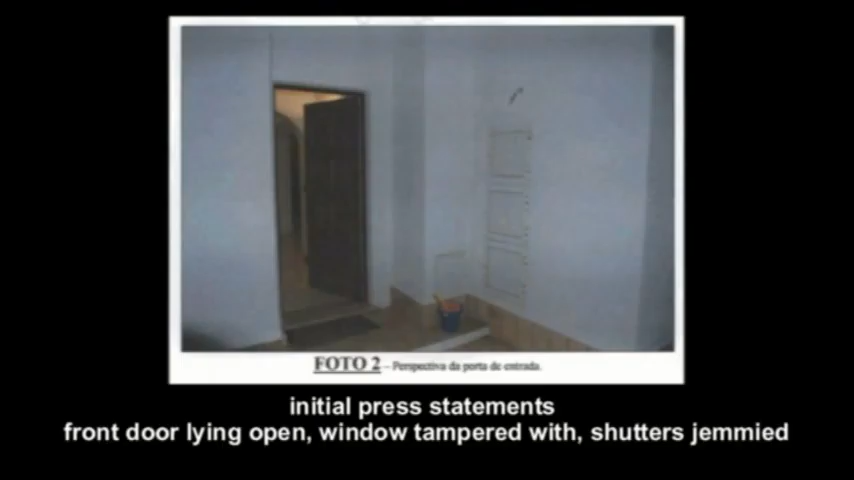 FOTO 2 – Perspectiva da porta de entrada.
initial press statements
front door lying open, window tampered with, shutters jemmied